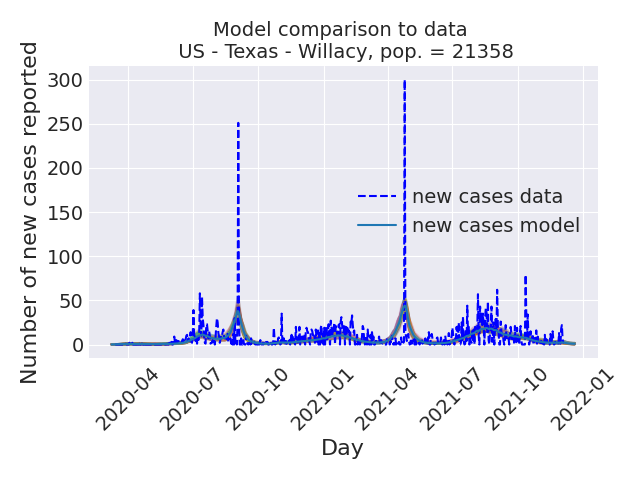 Model comparison to data
US - Texas - Willacy, pop. = 21358
Number of new cases reported
300
250
200
150
100
50
0
new cases data
new cases model
2020-04
2020-07
2020-10
2021-01
2021-04
2021-07
2021-10
2022-01
Day